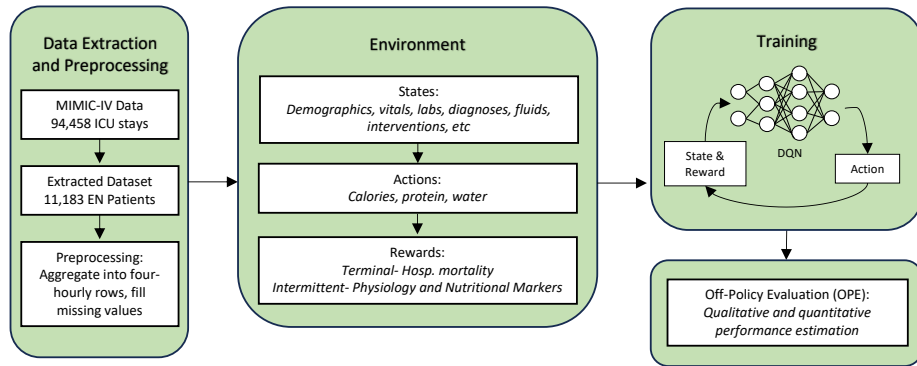 Data Extraction
and Preprocessing
MIMIC-IV Data
94,458 ICU stays
Extracted Dataset
11,183 EN Patients
Preprocessing:
Aggregate into four-
hourly rows, fill
missing values
Environment
States:
Demographics, vitals, labs, diagnoses, fluids,
interventions, etc
Actions:
Calories, protein, water
Rewards:
Terminal- Hosp. mortality
Intermittent- Physiology and Nutritional Markers
Training
DQN
State &
Reward
Action
Off-Policy Evaluation (OPE):
Qualitative and quantitative
performance estimation